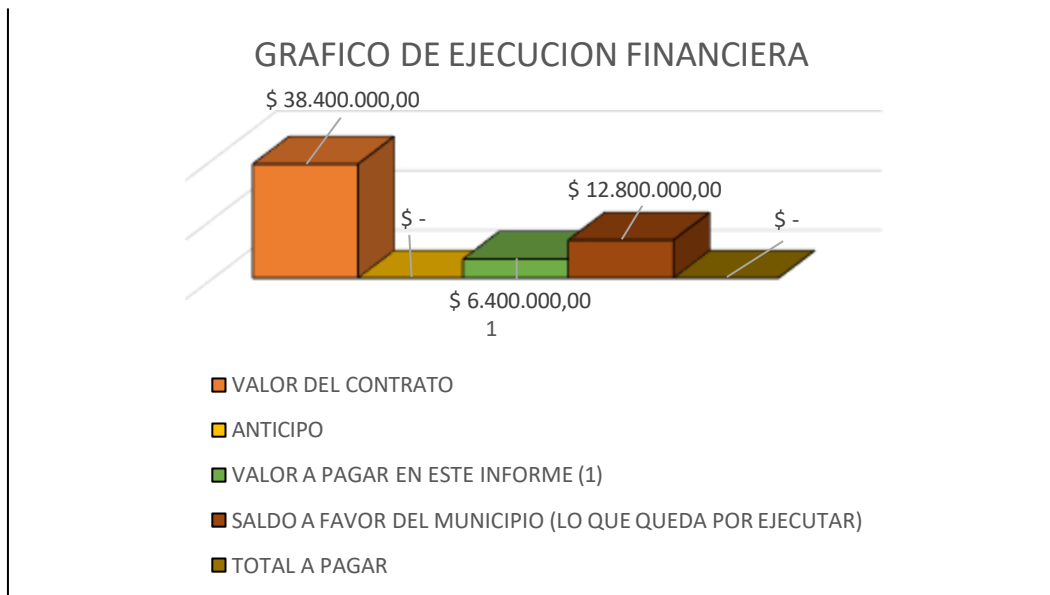 GRAFICO DE EJECUCION FINANCIERA
$ 38.400.000,00
$ -
$ 6.400.000,00
$ 12.800.000,00
$ -
1
VALOR DEL CONTRATO
ANTICIPO
VALOR A PAGAR EN ESTE INFORME (1)
SALDO A FAVOR DEL MUNICIPIO (LO QUE QUEDA POR EJECUTAR)
TOTAL A PAGAR